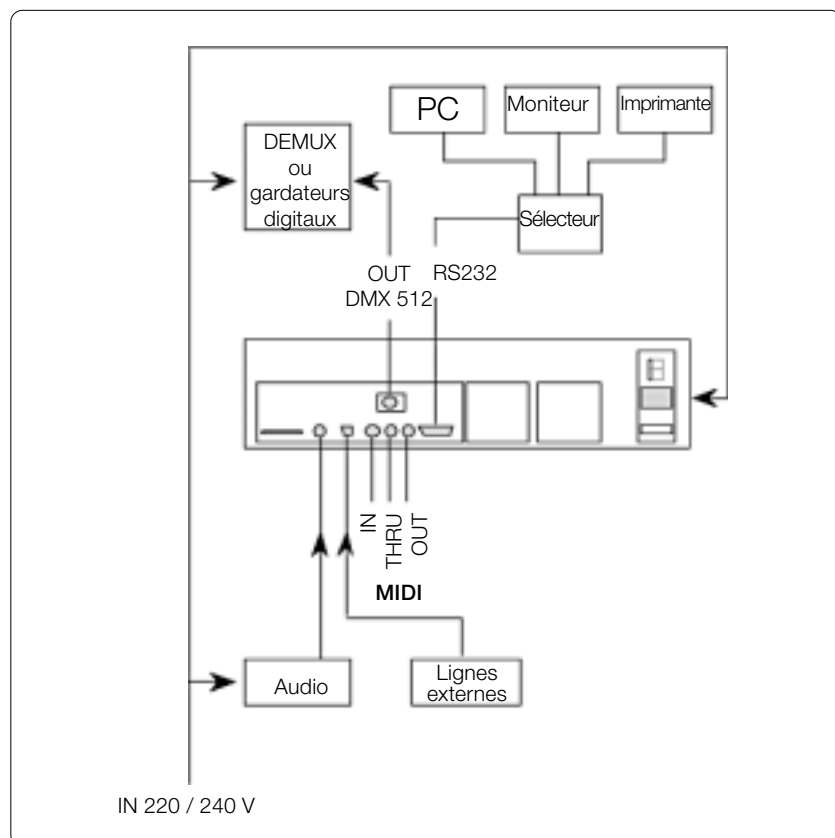 PC
Moniteur
Imprimante
DEMUX
ou
gardateurs
digitaux
Sélecteur
OUT
DMX 512
RS232
IN
THRU
OUT
MIDI
Audio
Lignes
externes
IN 220 / 240 V